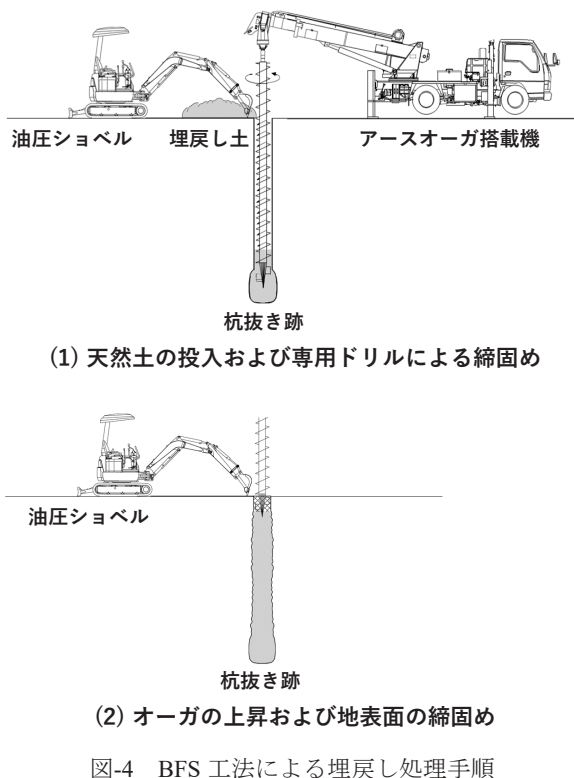 油圧ショベル 埋戻し土 アースオーガ搭載機
杭抜き跡
(1) 天然土の投入および専用ドリルによる締固め
油圧ショベル
杭抜き跡
(2) オーガの上昇および地表面の締固め
図-4 BFS 工法による埋戻し処理手順